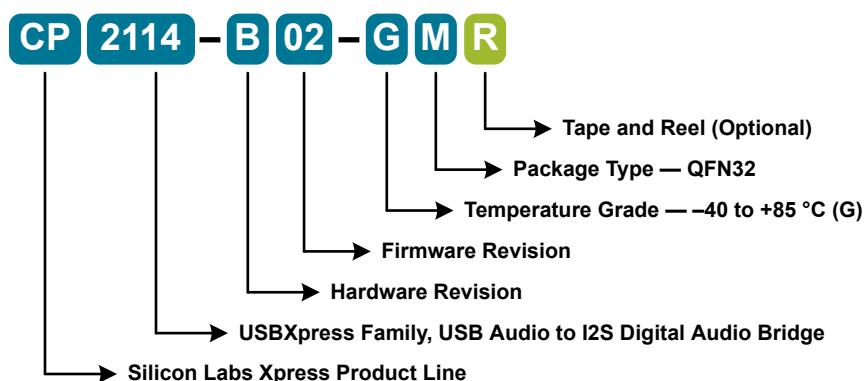 CP 2114 – B 02 – G M R
Tape and Reel (Optional)
Package Type — QFN32
Temperature Grade — –40 to +85 °C (G)
Firmware Revision
Hardware Revision
USBXpress Family, USB Audio to I2S Digital Audio Bridge
Silicon Labs Xpress Product Line